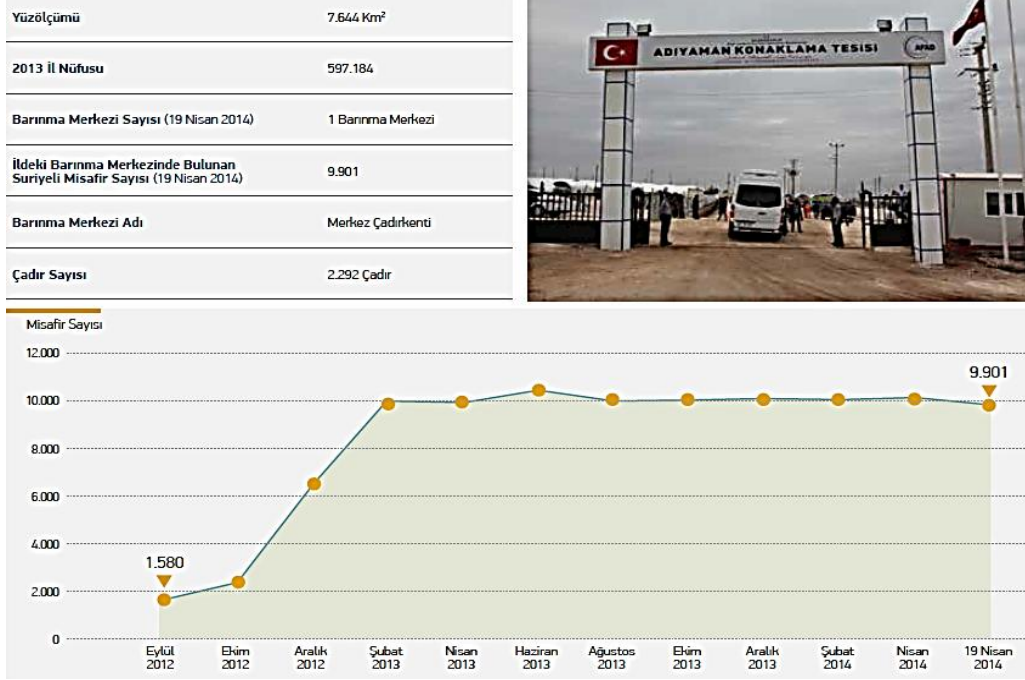 Yüzölçümü 7.644 Km²
2013 İl Nüfusu 597.184
Barınma Merkezi Sayısı (19 Nisan 2014) 1 Barınma Merkezi
İldeki Barınma Merkezinde Bulunan
Suriyeli Misafir Sayısı (19 Nisan 2014) 9.901
Barınma Merkezi Adı Merkez Çadırkenti
Çadır Sayısı 2.292 Çadır
ADIYAMAN KONAKLAMA TESİSİ
AFAD
Misafir Sayısı
12.000
10.000
8.000
6.000
4.000
2.000
0
1.580
9.901
Eylül 2012
Ekim 2012
Aralık 2012
Şubat 2013
Nisan 2013
Haziran 2013
Ağustos 2013
Ekim 2013
Aralık 2013
Şubat 2014
Nisan 2014
19 Nisan 2014